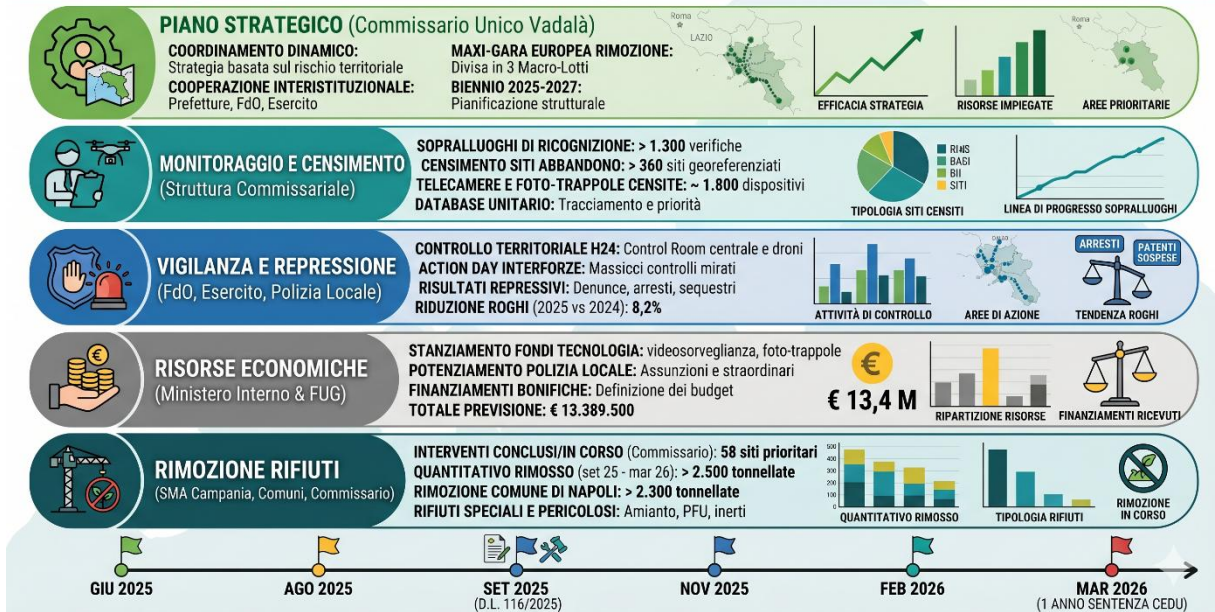 PIANO STRATEGICO (Commissario Unico Vadalà)
COORDINAMENTO DINAMICO:
Strategia basata sul rischio territoriale
COOPERAZIONE INTERISTITUZIONALE:
Prefetture, FdO, Esercito
MAXI-GARA EUROPEA RIMOZIONE:
Divisa in 3 Macro-Lotti
BIENNIO 2025-2027:
Pianificazione strutturale
Roma
LAZIO
EFFICACIA STRATEGIA
RISORSE IMPIEGATE
Roma
AREE PRIORITARIE
MONITORAGGIO E CENSIMENTO
(Struttura Commissariale)
SOPRALLUOGHI DI RICOGNIZIONE: > 1.300 verifiche
CENSIMENTO SITI ABBANDONO: > 360 siti georeferenziati
TELECAMERE E FOTO-TRAPPOLE CENSITE: ~ 1.800 dispositivi
DATABASE UNITARIO: Tracciamento e priorità
BII
SITI
TIPOLOGIA SITI CENSITI
LINEA DI PROGRESSO SOPRALLUOGHI
VIGILANZA E REPRESSIONE
(FdO, Esercito, Polizia Locale)
CONTROLLO TERRITORIALE H24: Control Room centrale e droni
ACTION DAY INTERFORZE: Massicci controlli mirati
RISULTATI REPRESSIVI: Denunce, arresti, sequestri
RIDUZIONE ROGHI (2025 vs 2024): 8,2%
ATTIVITÀ DI CONTROLLO
AREE DI AZIONE
ARRESTI
PATENTI
SOSPESE
TENDENZA ROGHI
RISORSE ECONOMICHE
(Ministero Interno & FUG)
STANZIAMENTO FONDI TECNOLOGIA: videosorveglianza, foto-trappole
POTENZIAMENTO POLIZIA LOCALE: Assunzioni e straordinari
FINANZIAMENTI BONIFICHE: Definizione dei budget
TOTALE PREVISIONE: € 13.389.500
€
€ 13,4 M
RIPARTIZIONE RISORSE
FINANZIAMENTI RICEVUTI
RIMOZIONE RIFIUTI
(SMA Campania, Comuni, Commissario)
INTERVENTI CONCLUSI/IN CORSO (Commissario): 58 siti prioritari
QUANTITATIVO RIMOSSO (set 25 - mar 26): > 2.500 tonnellate
RIMOZIONE COMUNE DI NAPOLI: > 2.300 tonnellate
RIFIUTI SPECIALI E PERICOLOSI: Amianto, PFU, inerti
500
400
300
200
100
0
QUANTITATIVO RIMOSSO
TIPOLOGIA RIFIUTI
RIMOZIONE
IN CORSO
GIU 2025
AGO 2025
SET 2025
(D.L. 116/2025)
NOV 2025
FEB 2026
MAR 2026
(1 ANNO SENTENZA CEDU)